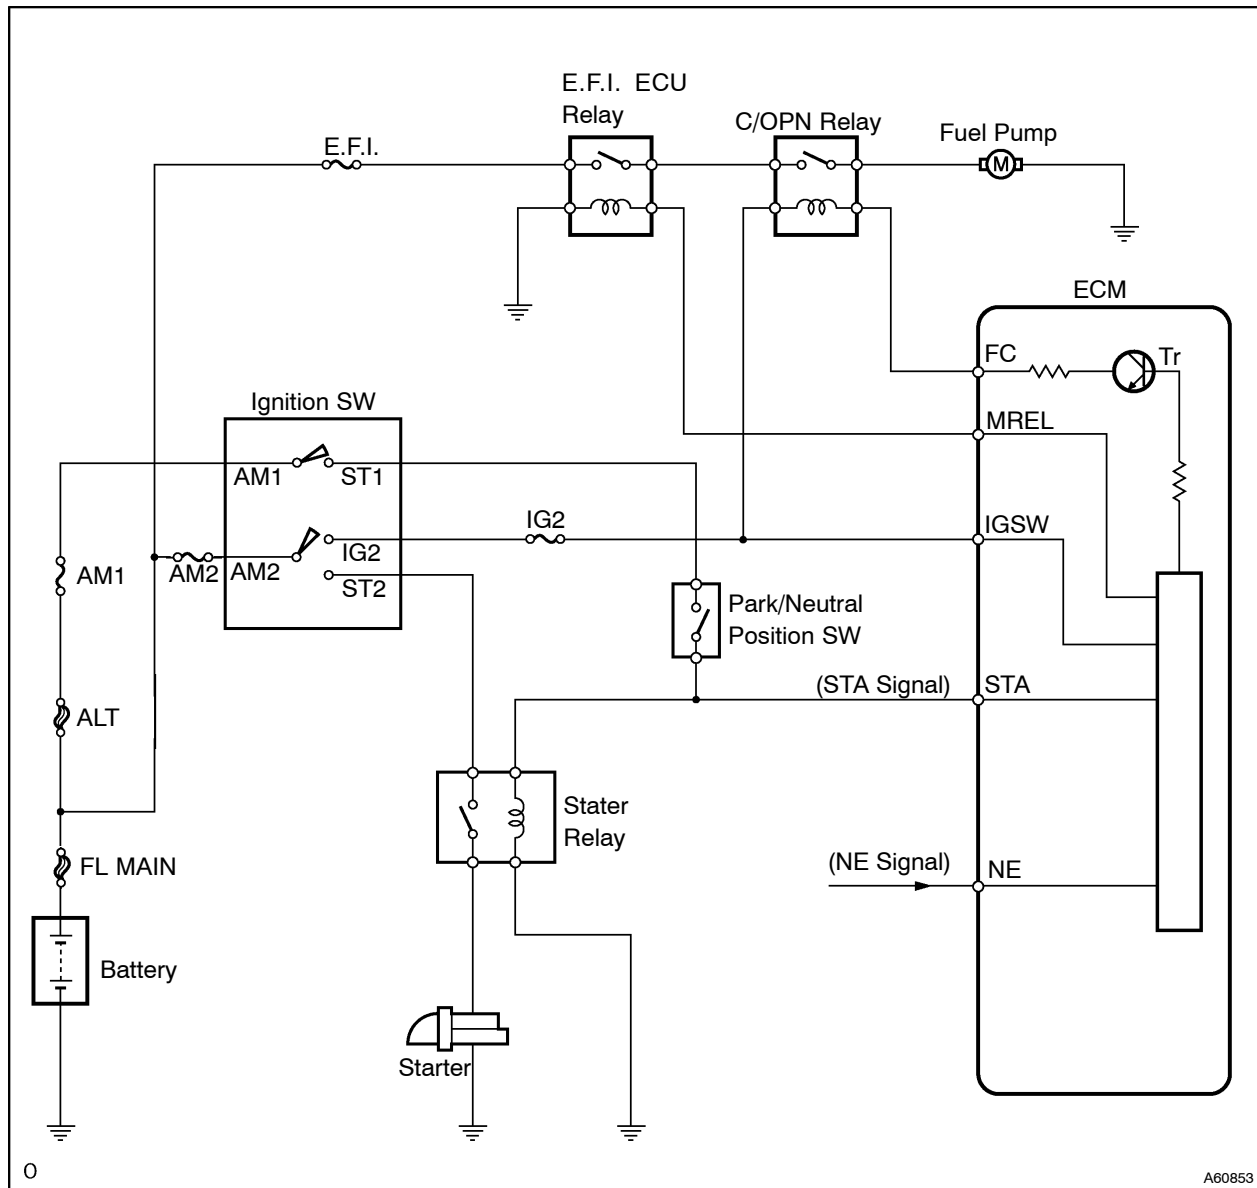 E.F.I. ECU
Relay
C/OPN Relay
Fuel Pump
E.F.I.
M
ECM
FC
Tr
MREL
Ignition SW
AM1
ST1
IG2
IGSW
AM1
AM2
AM2
IG2
ST2
Park/Neutral
Position SW
(STA Signal)
STA
ALT
Stater
Relay
FL MAIN
(NE Signal)
NE
Battery
Starter
O
A60853